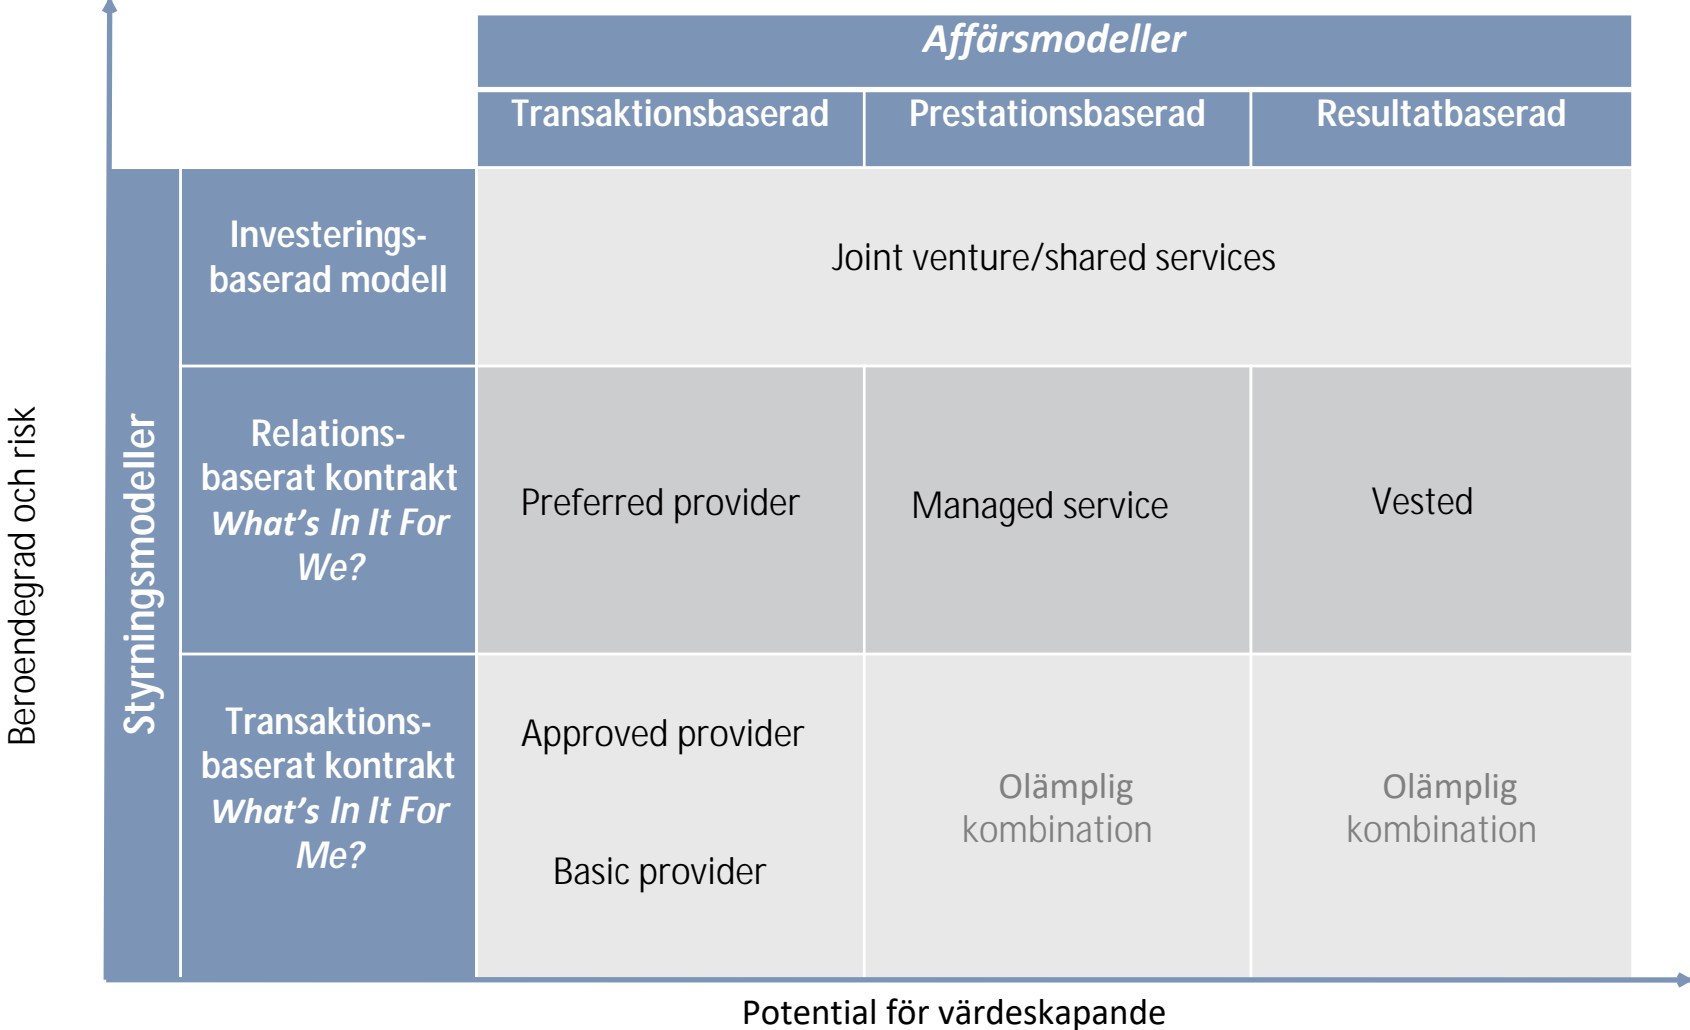 Affärsmodeller
Transaktionsbaserad
Prestationsbaserad
Resultatbaserad
Beroendegrad och risk
Styrningsmodeller
Investerings-
baserad modell
Joint venture/shared services
Relations-
baserat kontrakt
What’s In It For
We?
Preferred provider
Managed service
Vested
Transaktions-
baserat kontrakt
What’s In It For
Me?
Approved provider
Basic provider
Olämplig
kombination
Olämplig
kombination
Potential för värdeskapande